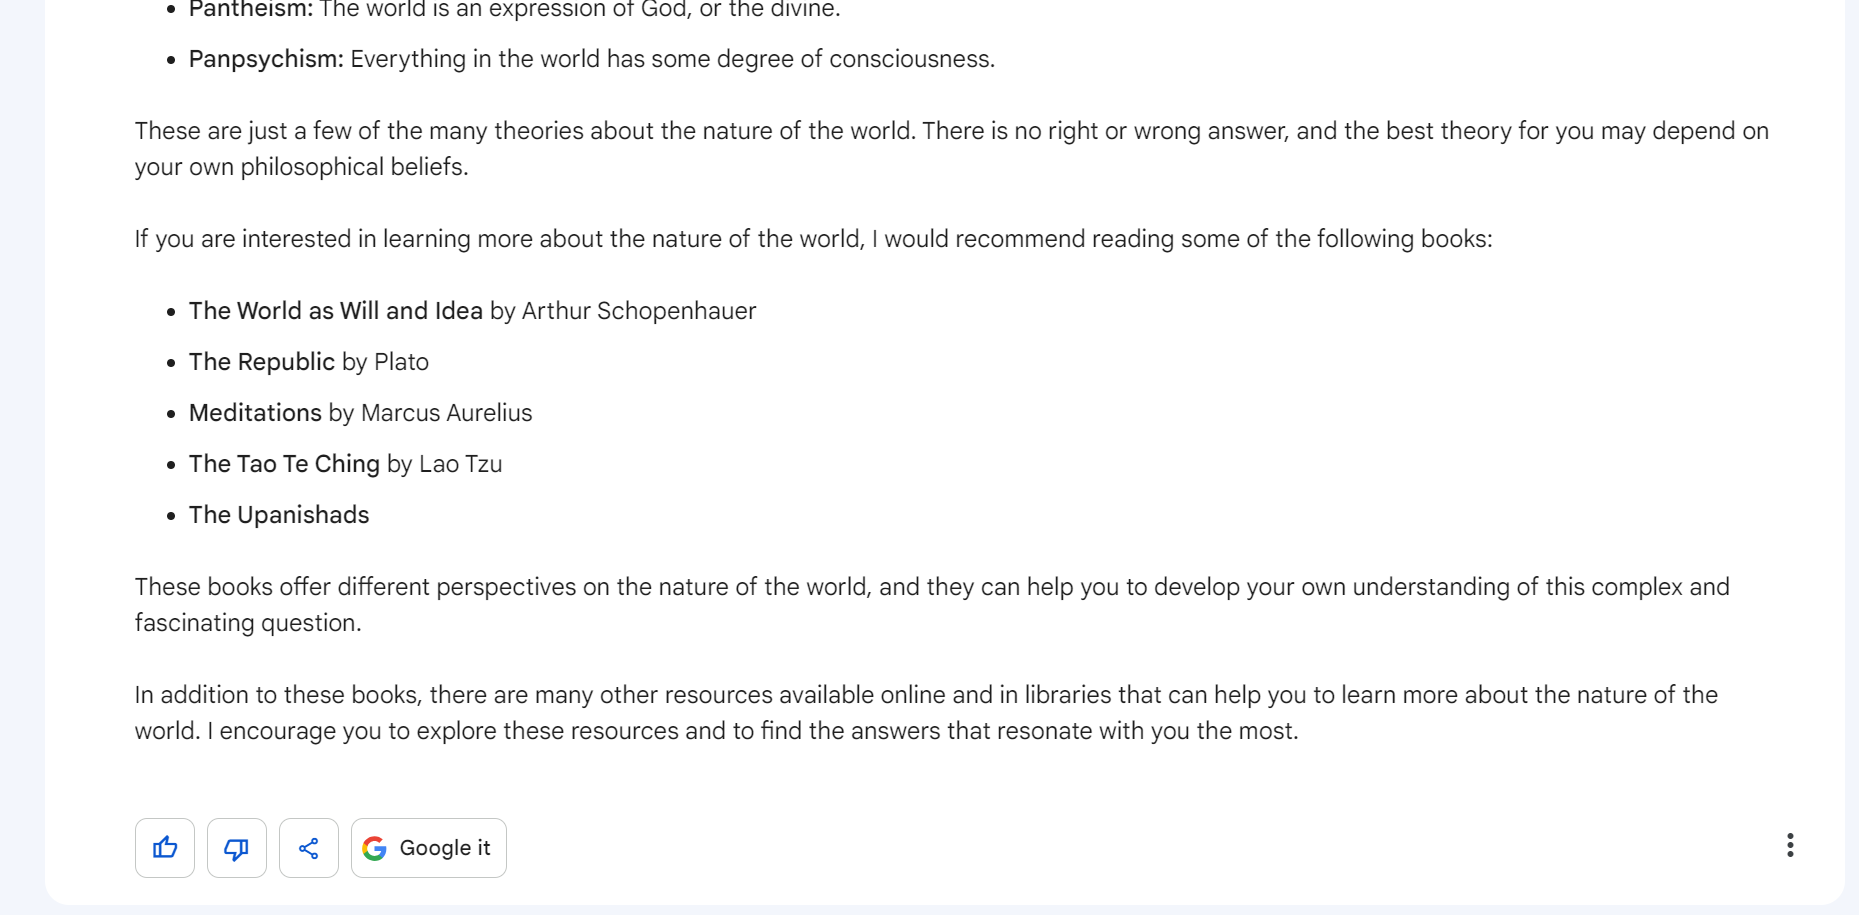 Pantheism: The world is an expression of God, or the divine.
Panpsychism: Everything in the world has some degree of consciousness.
These are just a few of the many theories about the nature of the world. There is no right or wrong answer, and the best theory for you may depend on
your own philosophical beliefs.
If you are interested in learning more about the nature of the world, I would recommend reading some of the following books:
The World as Will and Idea by Arthur Schopenhauer
The Republic by Plato
Meditations by Marcus Aurelius
The Tao Te Ching by Lao Tzu
The Upanishads
These books offer different perspectives on the nature of the world, and they can help you to develop your own understanding of this complex and
fascinating question.
In addition to these books, there are many other resources available online and in libraries that can help you to learn more about the nature of the
world. I encourage you to explore these resources and to find the answers that resonate with you the most.
Google it